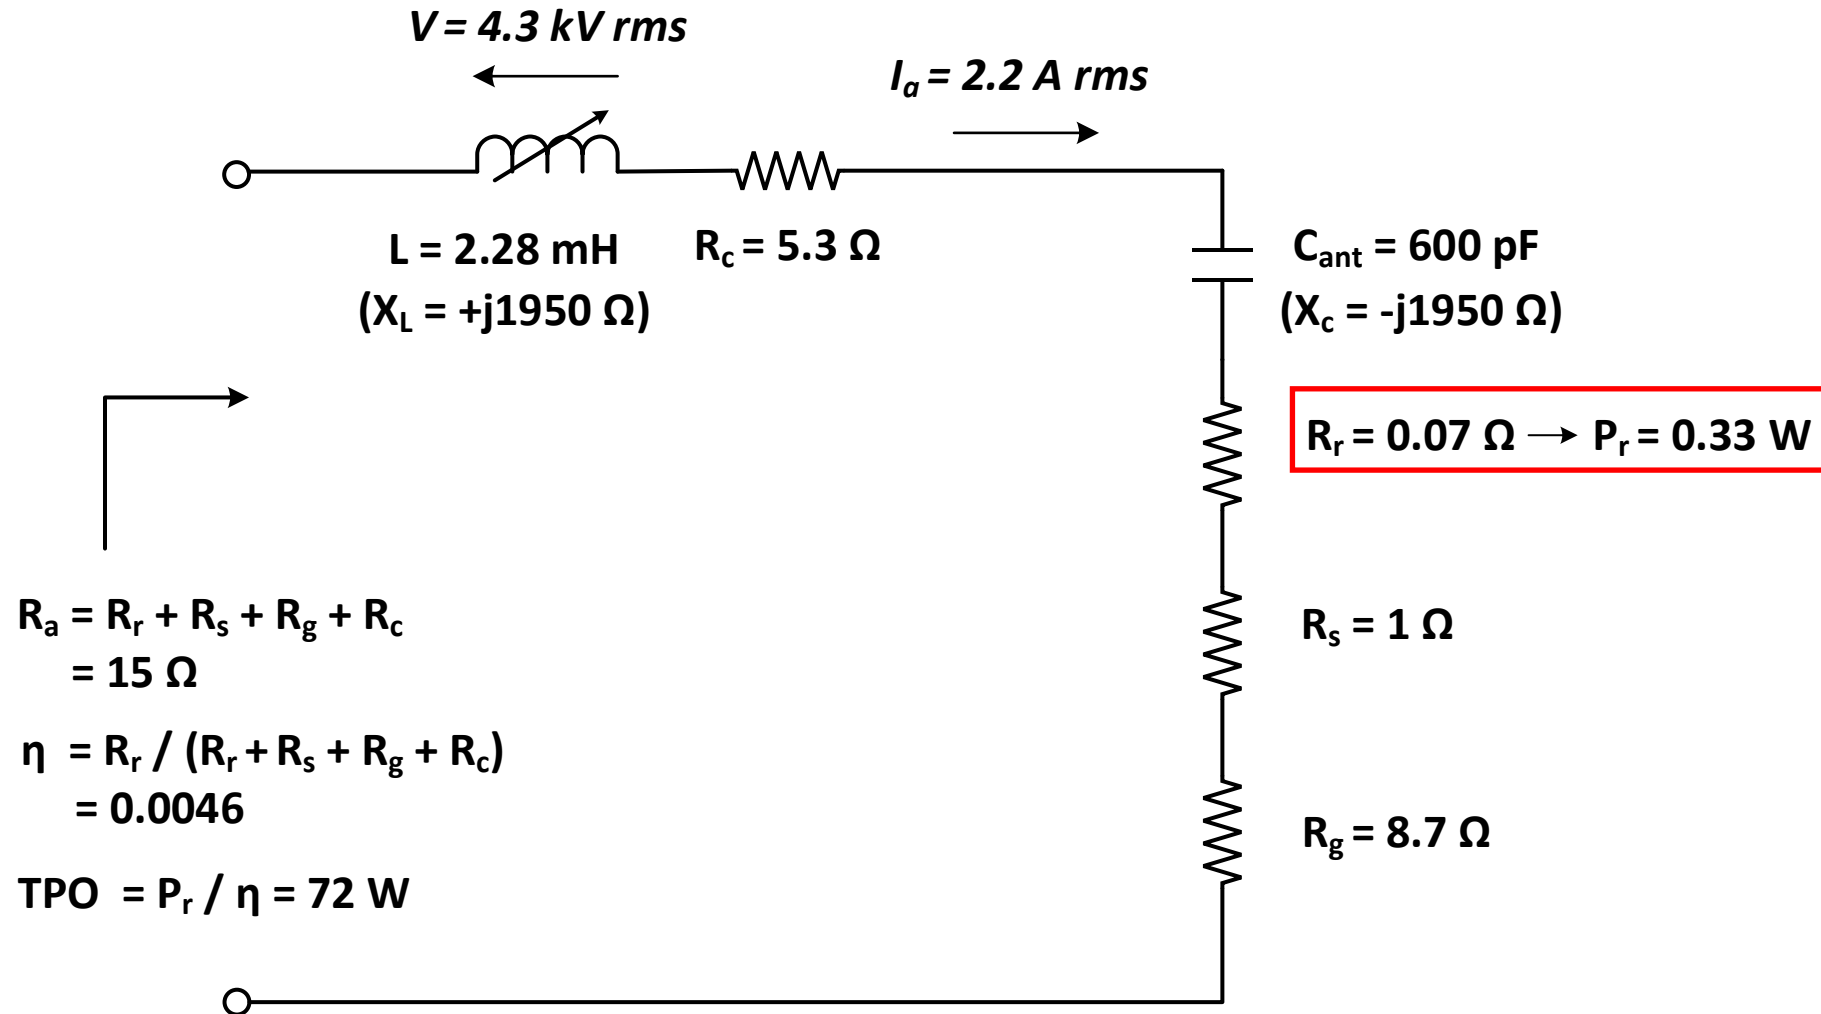 V = 4.3 kV rms
Iₐ = 2.2 A rms
L = 2.28 mH
(X_L = +j1950 Ω)
R_c = 5.3 Ω
C_ant = 600 pF
(X_c = -j1950 Ω)
R_r = 0.07 Ω → P_r = 0.33 W
R_a = R_r + R_s + R_g + R_c
= 15 Ω
R_s = 1 Ω
η = R_r / (R_r + R_s + R_g + R_c)
= 0.0046
R_g = 8.7 Ω
TPO = P_r / η = 72 W